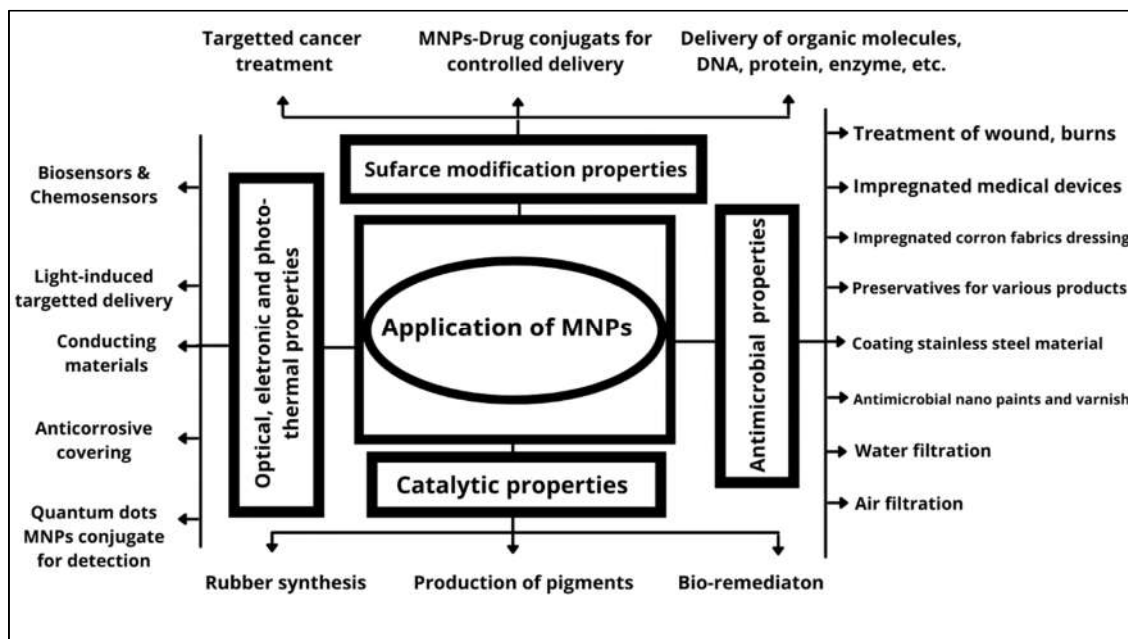 Targetted cancer
treatment
MNPs-Drug conjugats for
controlled delivery
Delivery of organic molecules,
DNA, protein, enzyme, etc.
Sufarce modification properties
Biosensors &
Chemosensors
Light-induced
targetted delivery
Conducting
materials
Anticorrosive
covering
Quantum dots
MNPs conjugate
for detection
Optical, eletronic and photo-
thermal properties
Application of MNPs
Antimicrobial properties
Treatment of wound, burns
Impregnated medical devices
Impregnated corron fabrics dressing
Preservatives for various products
Coating stainless steel material
Antimicrobial nano paints and varnish
Water filtration
Air filtration
Catalytic properties
Rubber synthesis
Production of pigments
Bio-remediaton